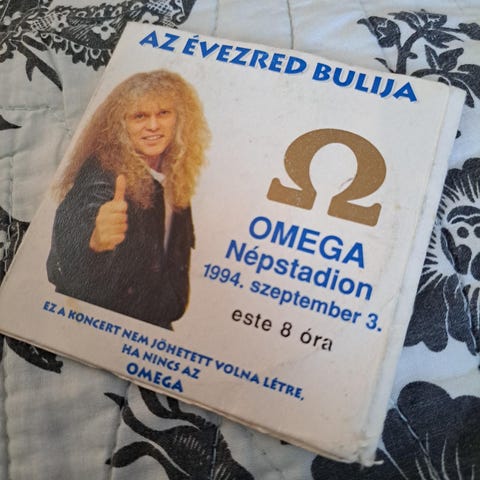 AZ ÉVEZRED BULIJA
Ω
OMEGA
Népstadion
1994. szeptember 3.
este 8 óra
EZ A KONCERT NEM JÖHETETT VOLNA LÉTRE,
HA NINCS AZ
OMEGA